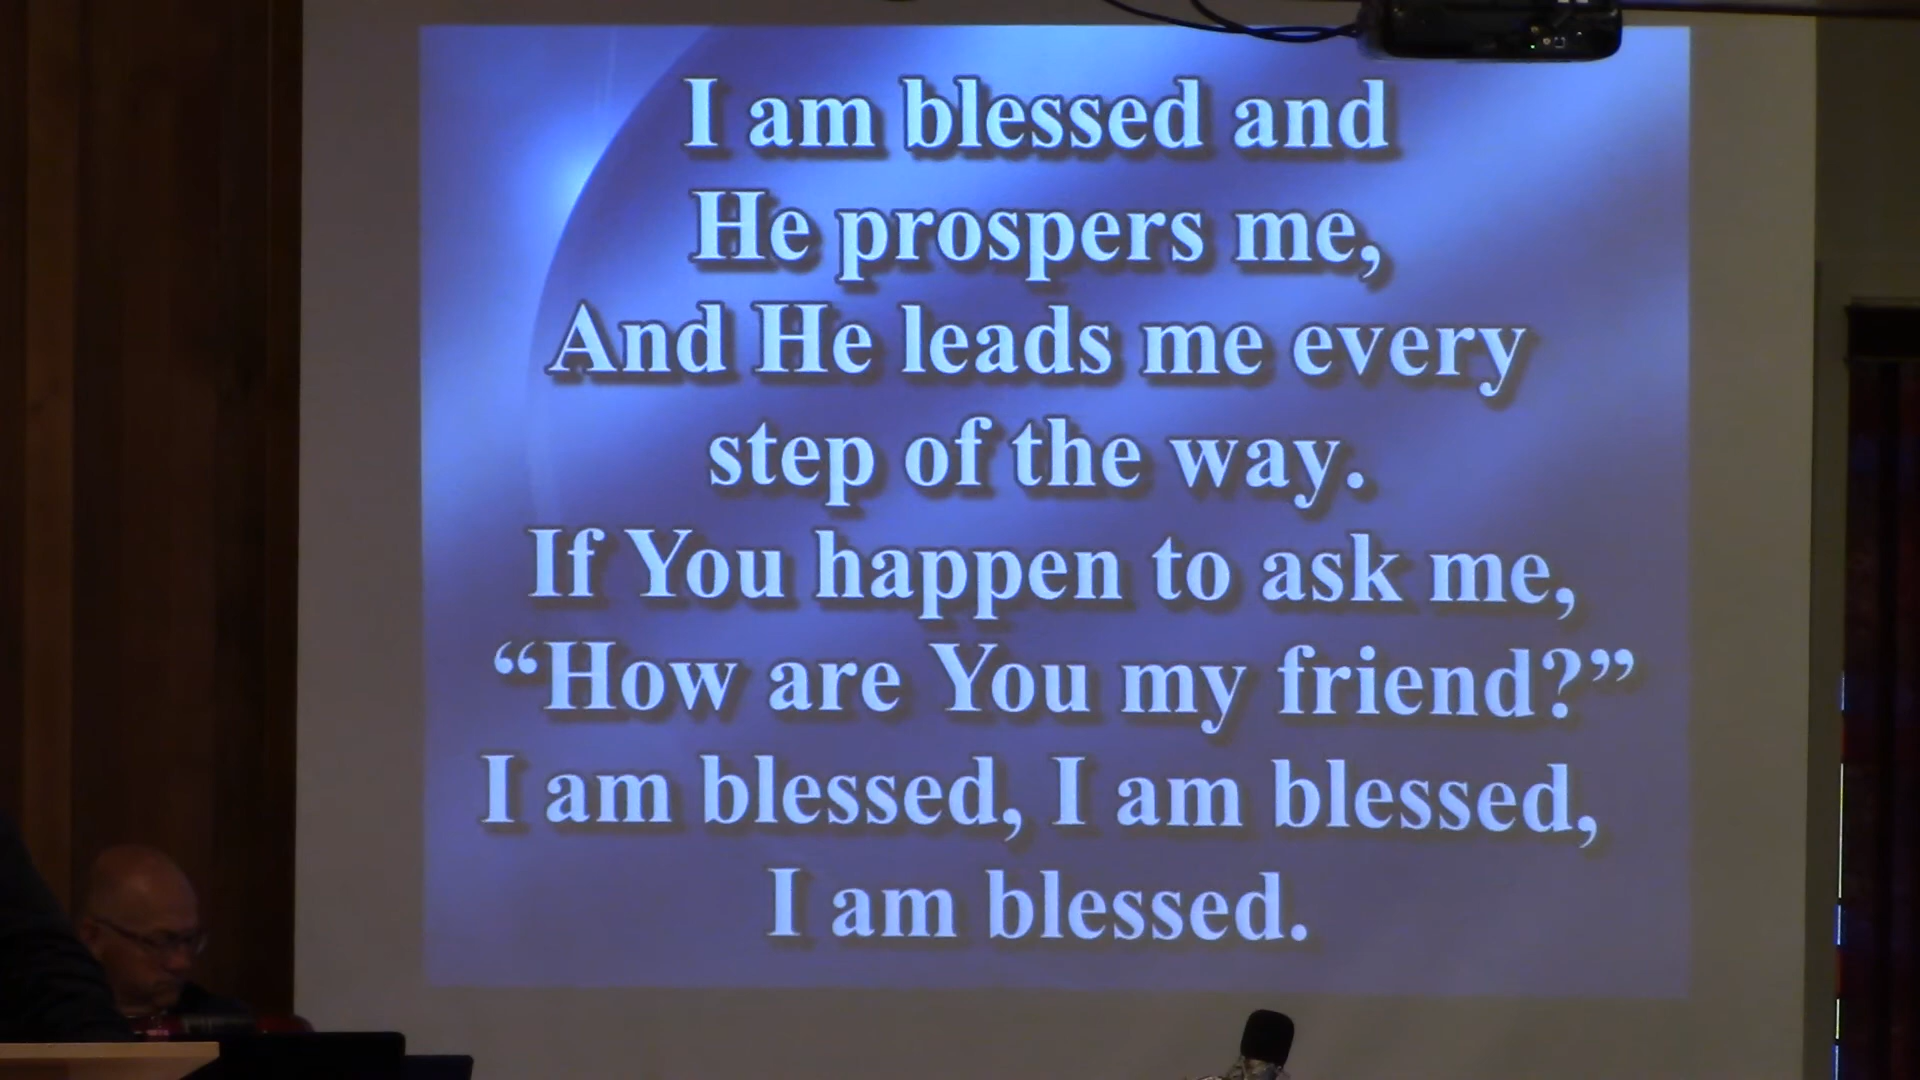 I am blessed and
He prospers me,
And He leads me every
step of the way.
If You happen to ask me,
“How are You my friend?”
I am blessed, I am blessed,
I am blessed.